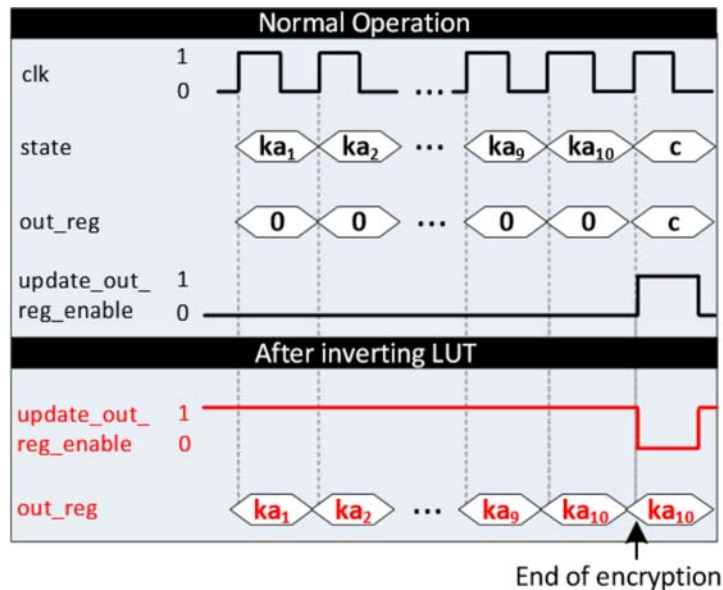 Normal Operation
clk 1
0 ...
state ka₁ ka₂ ... ka₉ ka₁₀ c
out_reg 0 0 ... 0 0 c
update_out_ 1
reg_enable 0
After inverting LUT
update_out_ 1
reg_enable 0
out_reg ka₁ ka₂ ... ka₉ ka₁₀ ka₁₀
End of encryption